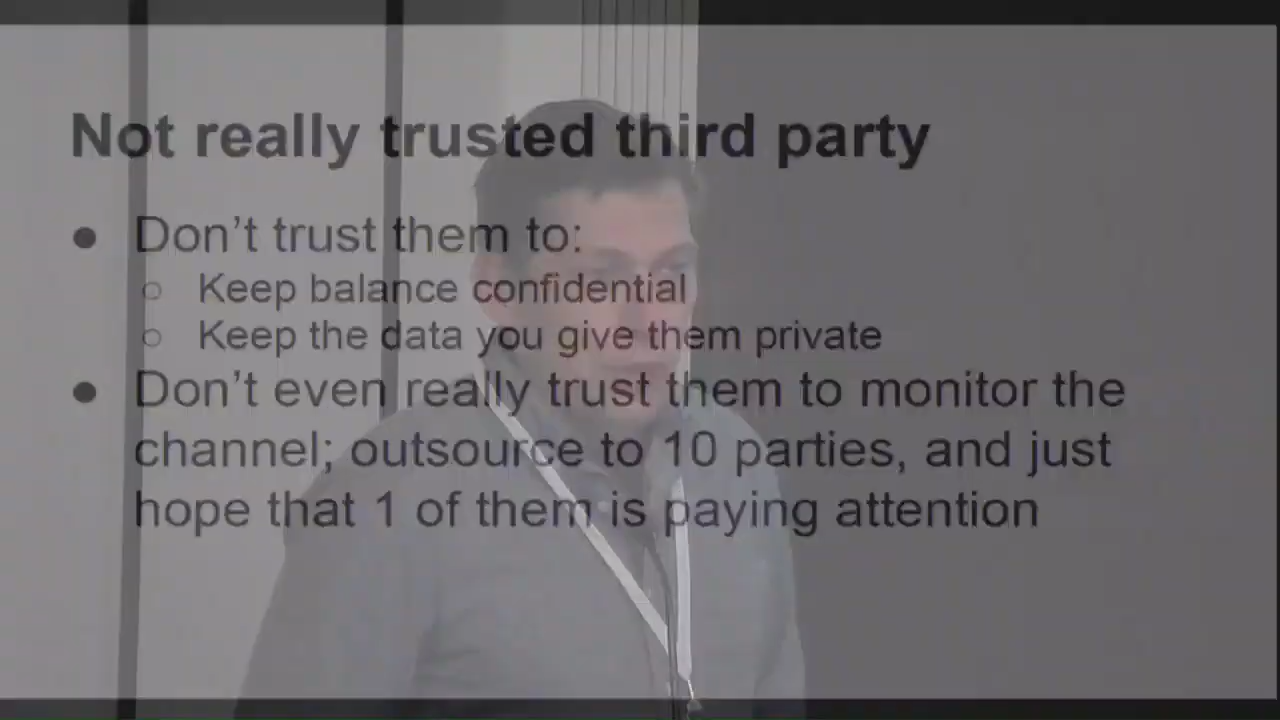 Not really trusted third party
● Don’t trust them to:
○ Keep balance confidential
○ Keep the data you give them private
● Don’t even really trust them to monitor the
channel; outsource to 10 parties, and just
hope that 1 of them is paying attention